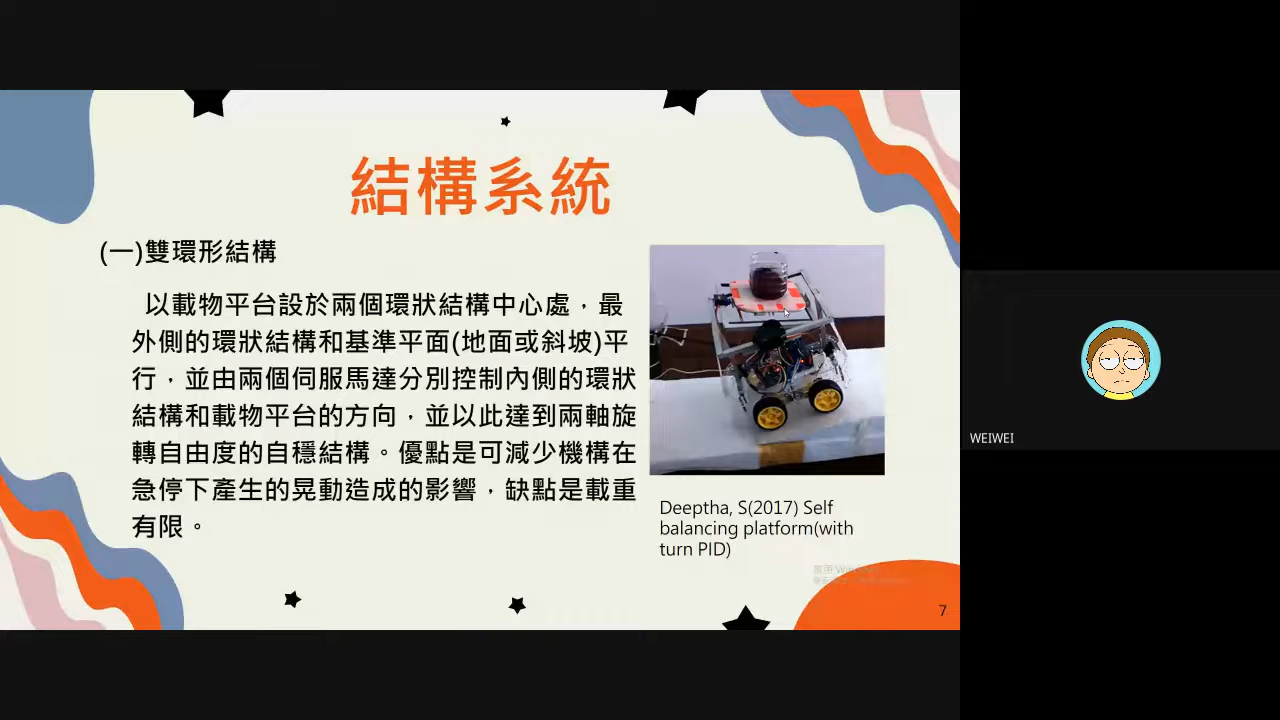 結構系統
(一)雙環形結構
以載物平台設於兩個環狀結構中心處，最
外側的環狀結構和基準平面(地面或斜坡)平
行，並由兩個伺服馬達分別控制內側的環狀
結構和載物平台的方向，並以此達到兩軸旋
轉自由度的自穩結構。優點是可減少機構在
急停下產生的晃動造成的影響，缺點是載重
有限。
Deeptha, S(2017) Self
balancing platform(with
turn PID)
7
WEIWEI